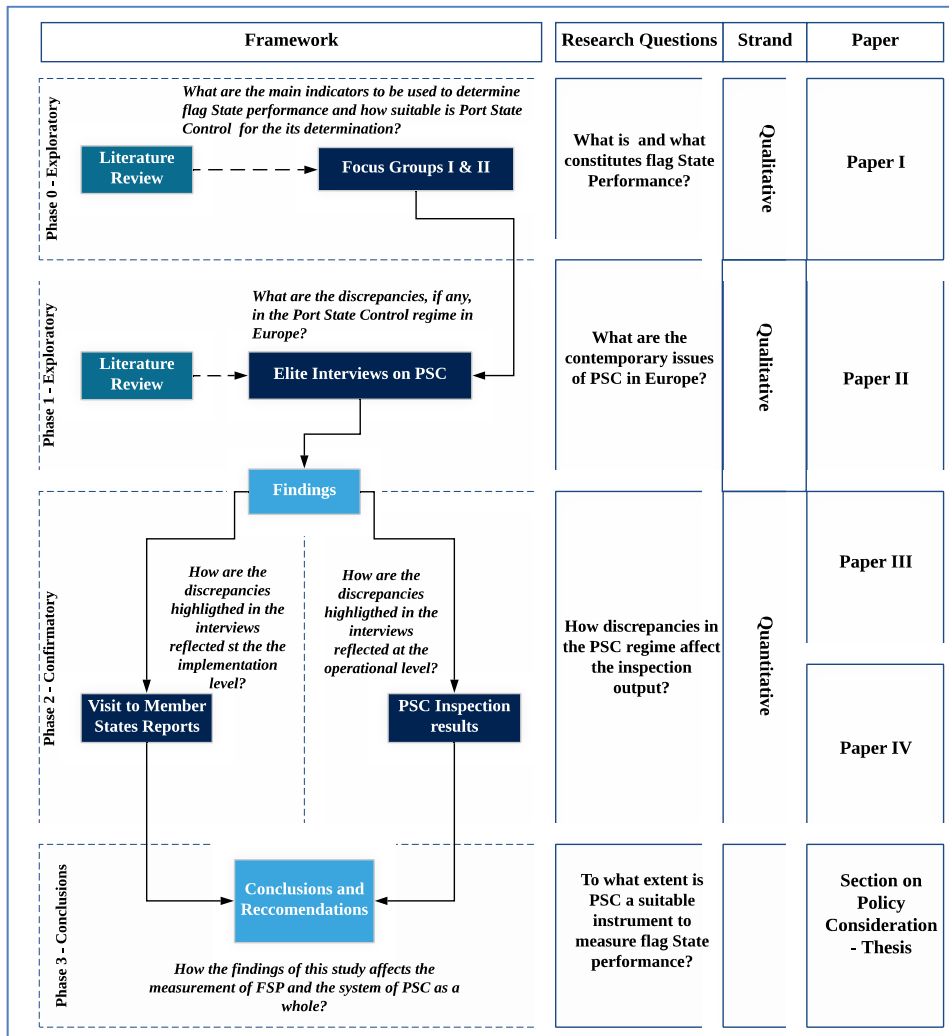 Framework
Research Questions
Strand
Paper
Phase 0 - Exploratory
What are the main indicators to be used to determine
flag State performance and how suitable is Port State
Control for the its determination?
Literature
Review
Focus Groups I & II
What is and what
constitutes flag State
Performance?
Qualitative
Paper I
Phase 1 - Exploratory
What are the discrepancies, if any,
in the Port State Control regime in
Europe?
Literature
Review
Elite Interviews on PSC
What are the
contemporary issues
of PSC in Europe?
Qualitative
Paper II
Findings
Phase 2 - Confirmatory
How are the
discrepancies
highligthed in the
interviews
reflected st the the
implementation
level?
How are the
discrepancies
highligthed in the
interviews
reflected at the
operational level?
Visit to Member
States Reports
PSC Inspection
results
How discrepancies in
the PSC regime affect
the inspection
output?
Quantitative
Paper III
Paper IV
Phase 3 - Conclusions
Conclusions and
Reccomendations
How the findings of this study affects the
measurement of FSP and the system of PSC as a
whole?
To what extent is
PSC a suitable
instrument to
measure flag State
performance?
Section on
Policy
Consideration
- Thesis